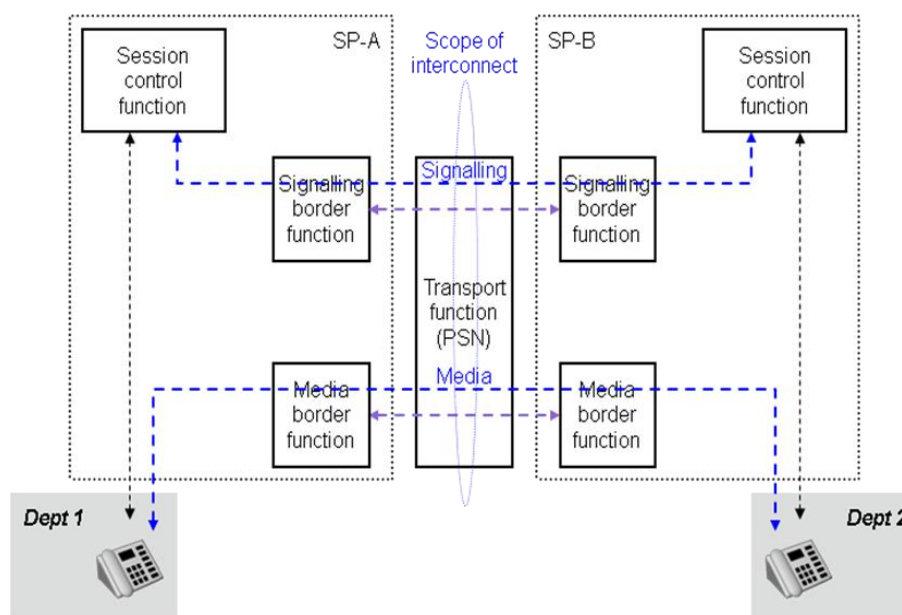 SP-A
Scope of
interconnect
SP-B
Session
control
function
Session
control
function
Signalling
border
function
Signalling
Signalling
border
function
Transport
function
(PSN)
Media
border
function
Media
Media
border
function
Dept 1
Dept 2